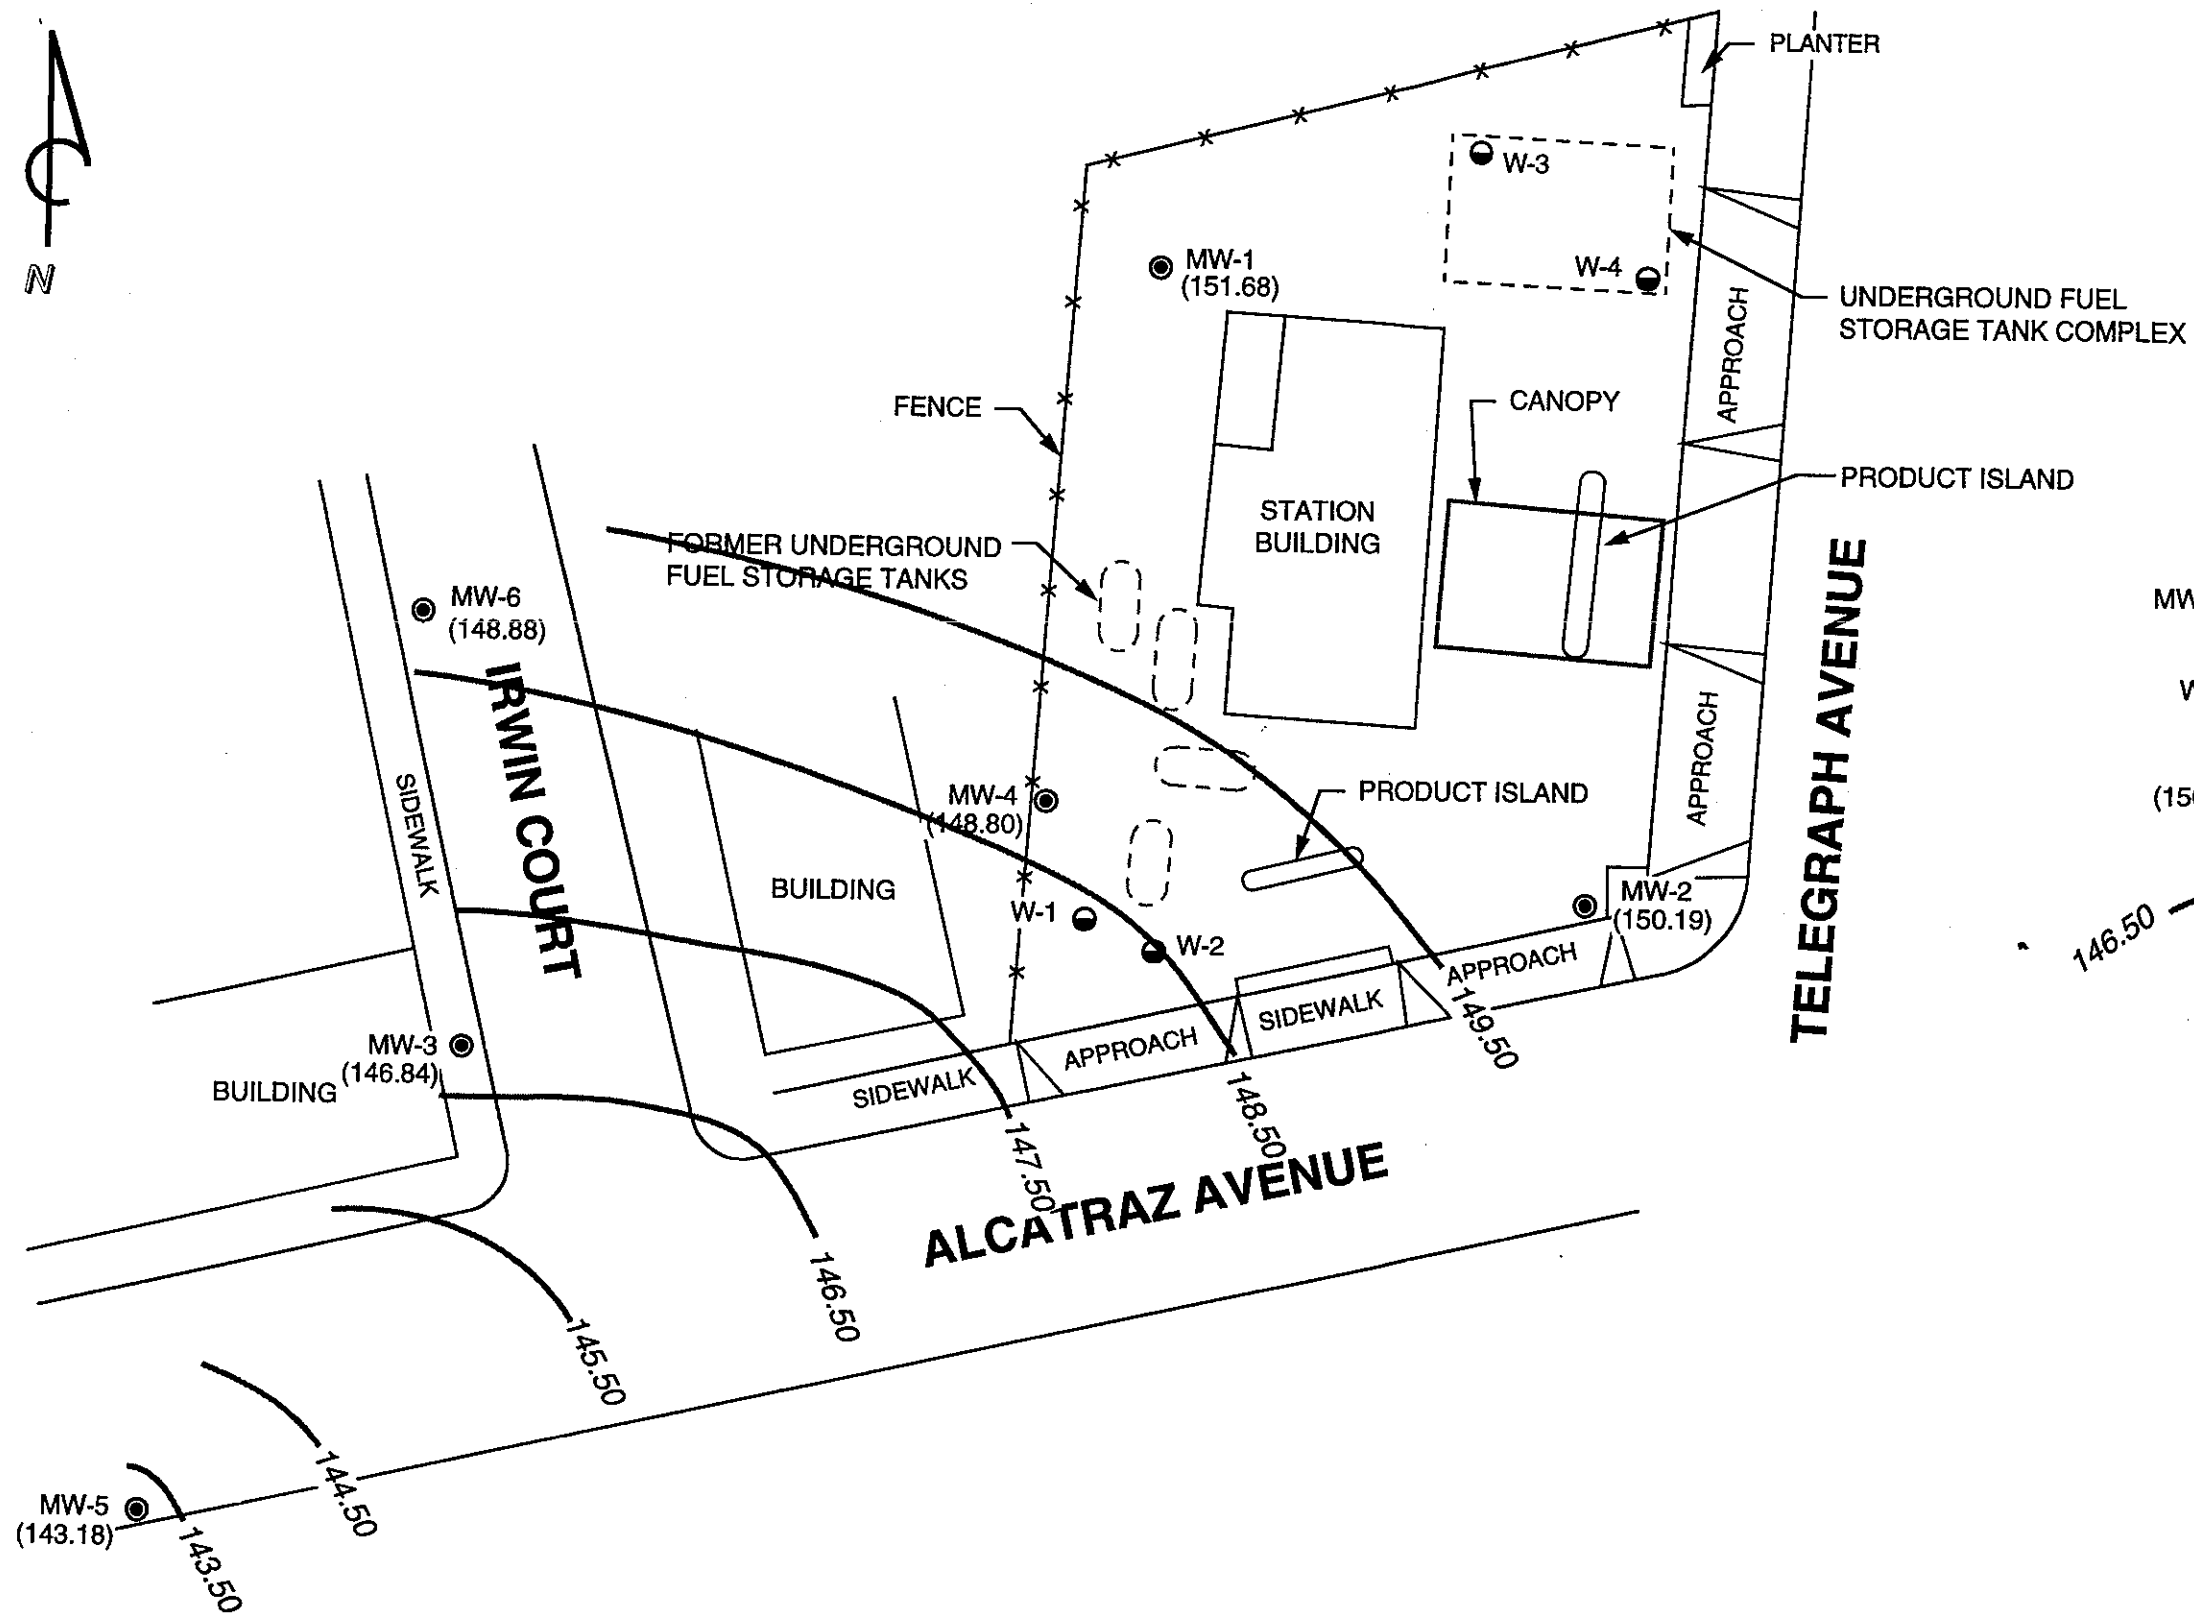 PLANTER
W-3
MW-1
(151.68)
W-4
UNDERGROUND FUEL
STORAGE TANK COMPLEX
APPROACH
FENCE
CANOPY
PRODUCT ISLAND
STATION
BUILDING
FORMER UNDERGROUND
FUEL STORAGE TANKS
MW-6
(148.88)
IRWIN COURT
SIDEWALK
TELEGRAPH AVENUE
MW
W
(150
146.50
APPROACH
MW-4
(148.80)
PRODUCT ISLAND
BUILDING
W-1
W-2
MW-2
(150.19)
APPROACH
SIDEWALK
APPROACH
SIDEWALK
MW-3
(146.84)
BUILDING
149.50
148.50
147.50
ALCATRAZ AVENUE
146.50
145.50
144.50
MW-5
(143.18)
143.50
N